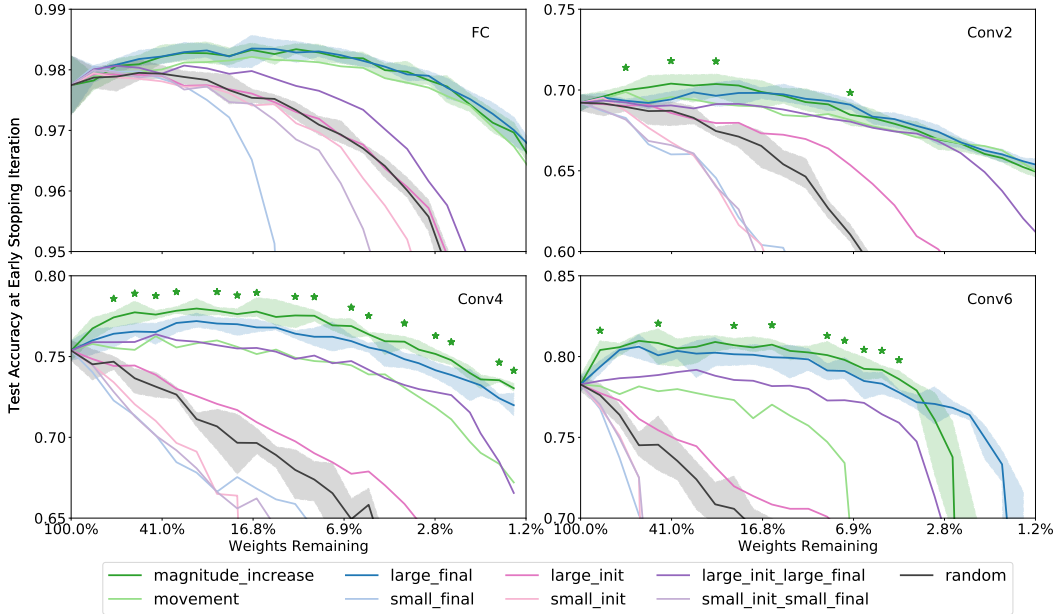 Test Accuracy at Early Stopping Iteration
FC
0.99
0.98
0.97
0.96
0.95
Conv2
0.75
0.70
0.65
0.60
Conv4
0.80
0.75
0.70
0.65
100.0% 41.0% 16.8% 6.9% 2.8% 1.2%
Weights Remaining
Conv6
0.85
0.80
0.75
0.70
100.0% 41.0% 16.8% 6.9% 2.8% 1.2%
Weights Remaining
magnitude_increase large_final large_init large_init_large_final random
movement small_final small_init small_init_small_final